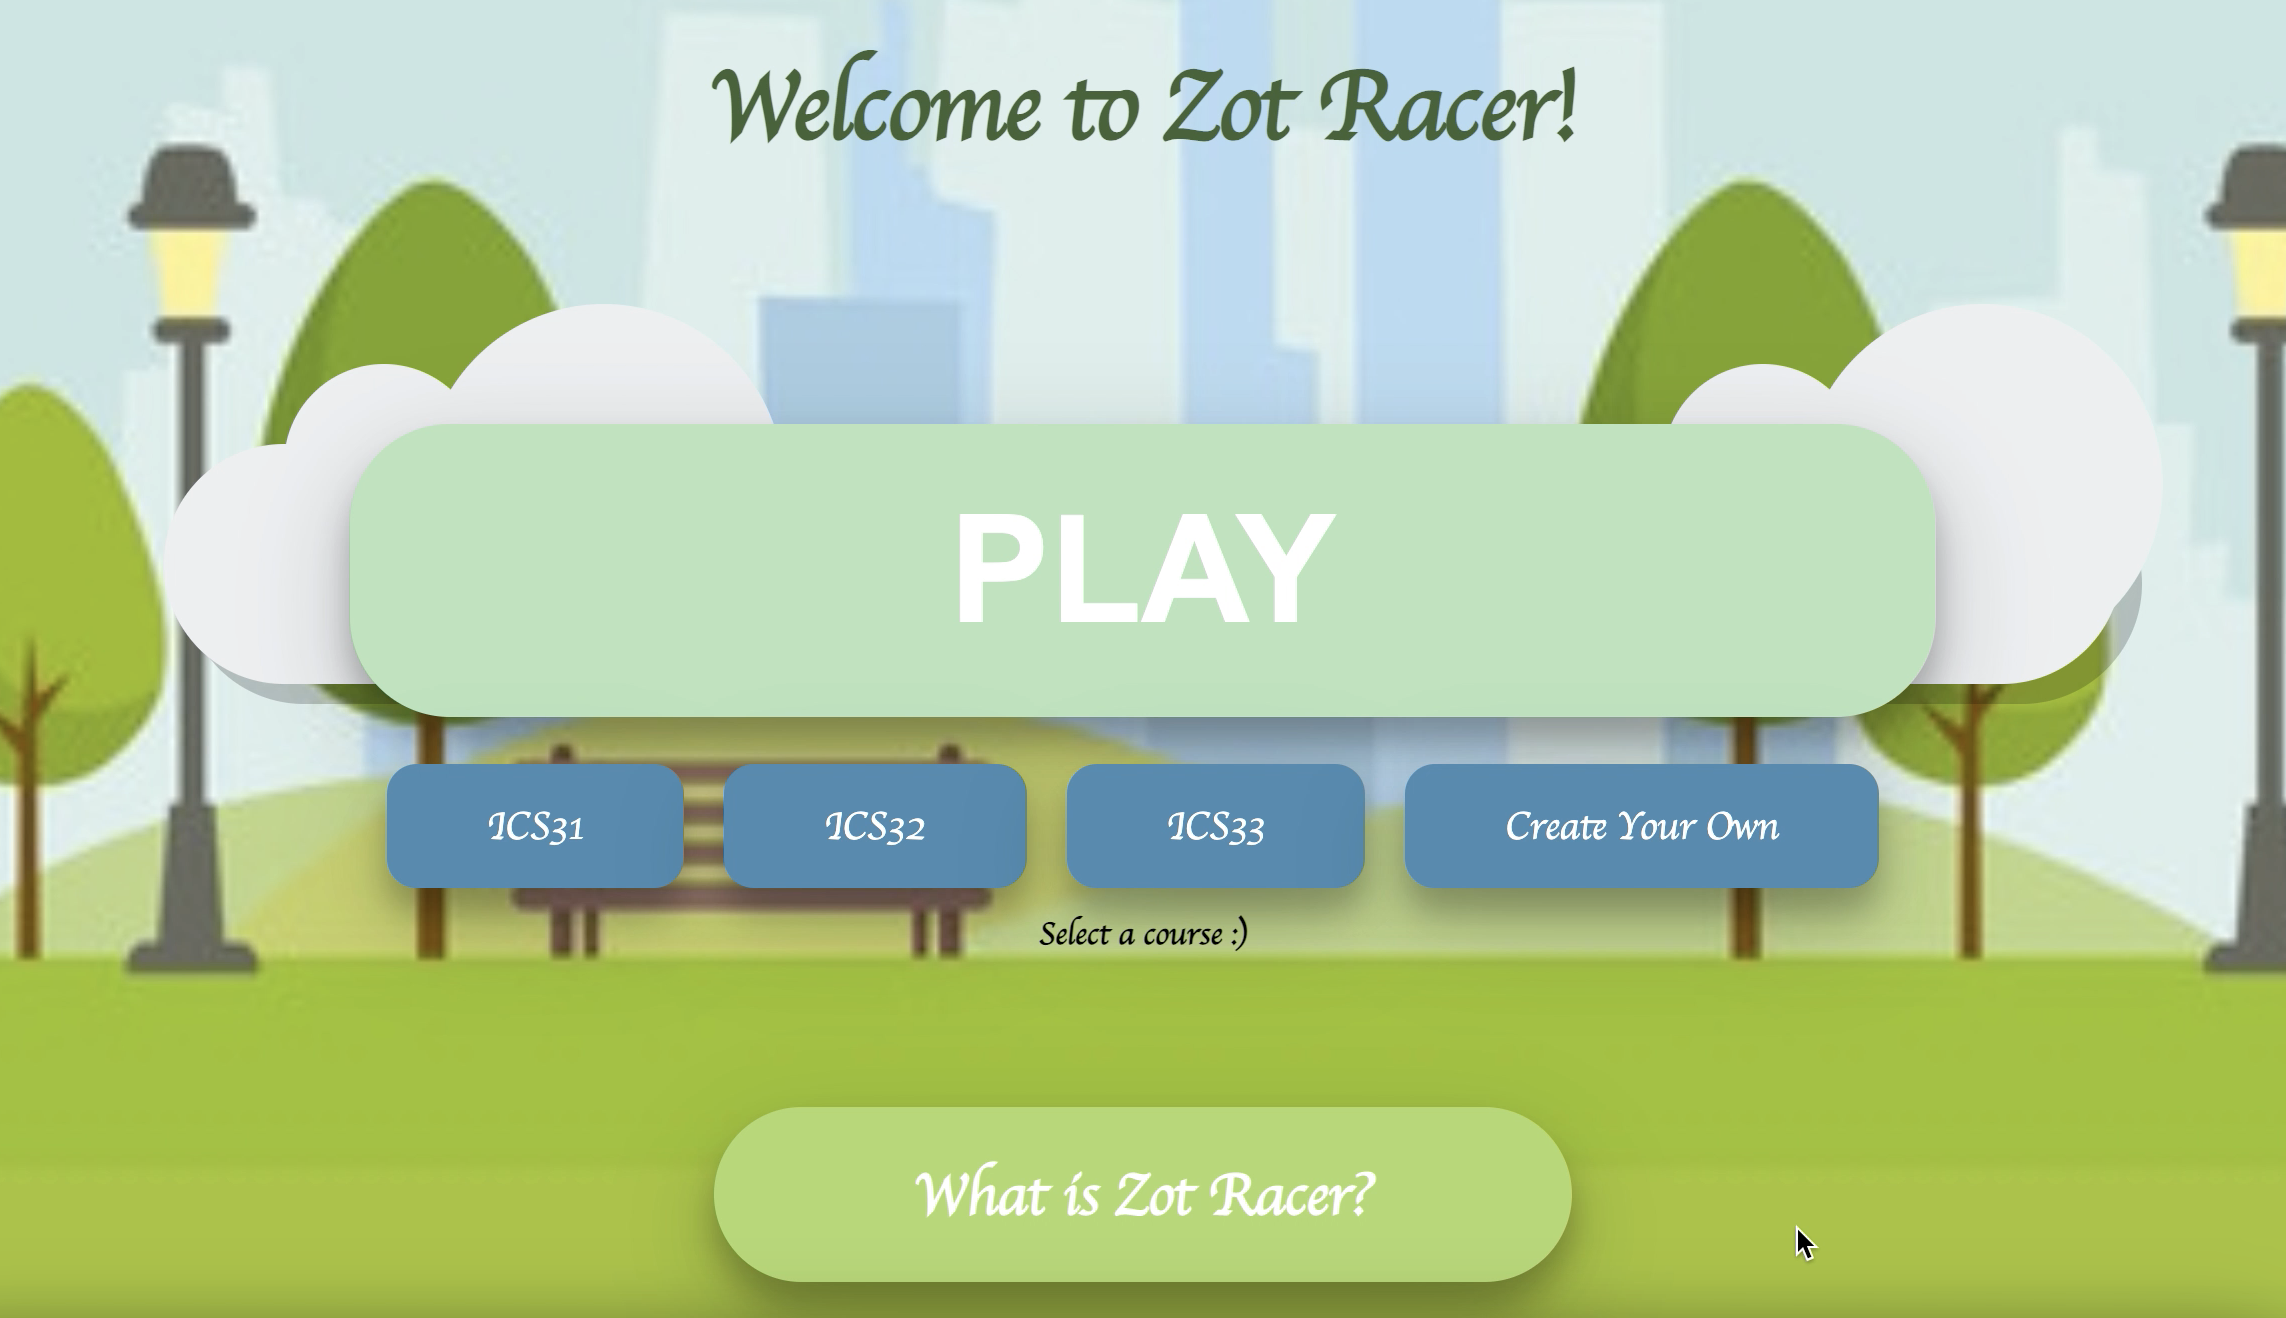 Welcome to Zot Racer!
PLAY
ICS31
ICS32
ICS33
Create Your Own
Select a course :)
What is Zot Racer?